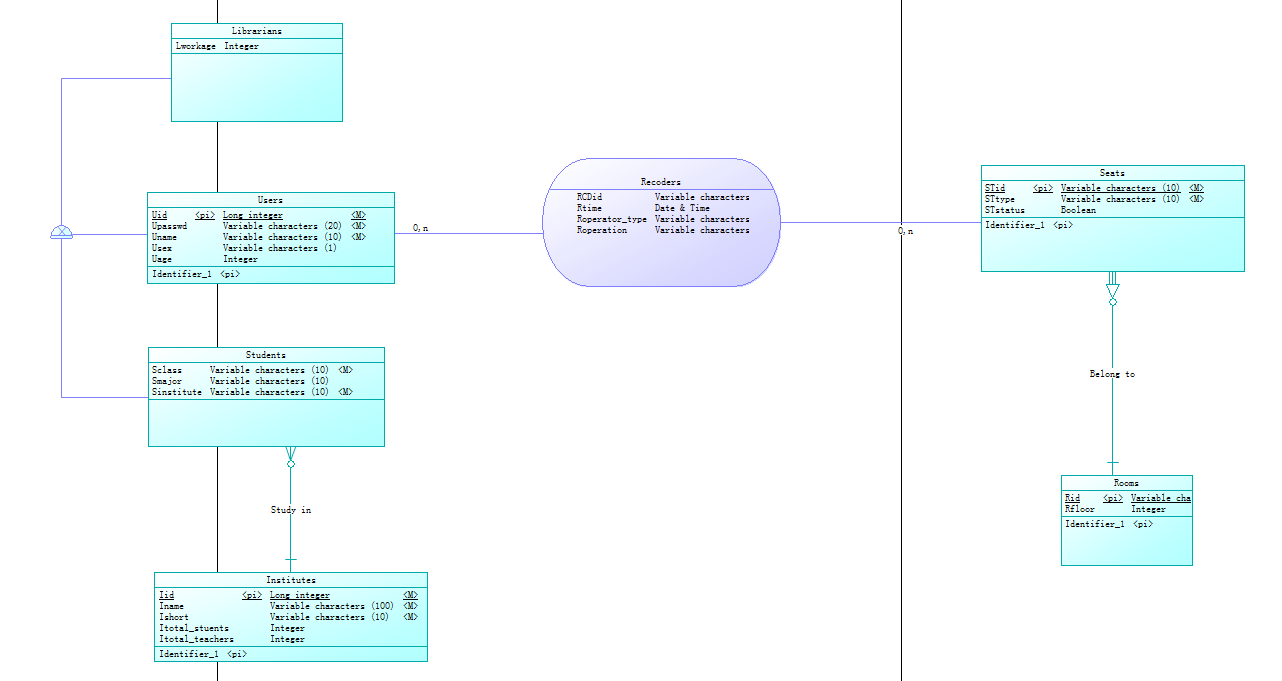 Librarians
Lworkage Integer
Users
Uid <pi> Long integer <M>
Upasswd Variable characters (20) <M>
Uname Variable characters (10) <M>
Usex Variable characters (1)
Uage Integer
Identifier_1 <pi>
0,n
Recoders
RCDid Variable characters
Rtime Date & Time
Roperator_type Variable characters
Roperation Variable characters
0,n
Seats
STid <pi> Variable characters (10) <M>
SType Variable characters (10) <M>
STstatus Boolean
Identifier_1 <pi>
Students
Sclass Variable characters (10) <M>
Smajor Variable characters (10)
Sinstitute Variable characters (10) <M>
Belong to
Study in
Rooms
Rid <pi> Variable cha
Rfloor Integer
Identifier_1 <pi>
Institutes
Iid <pi> Long integer <M>
Iname Variable characters (100) <M>
Ishort Variable characters (10) <M>
Itotal_stuents Integer
Itotal_teachers Integer
Identifier_1 <pi>